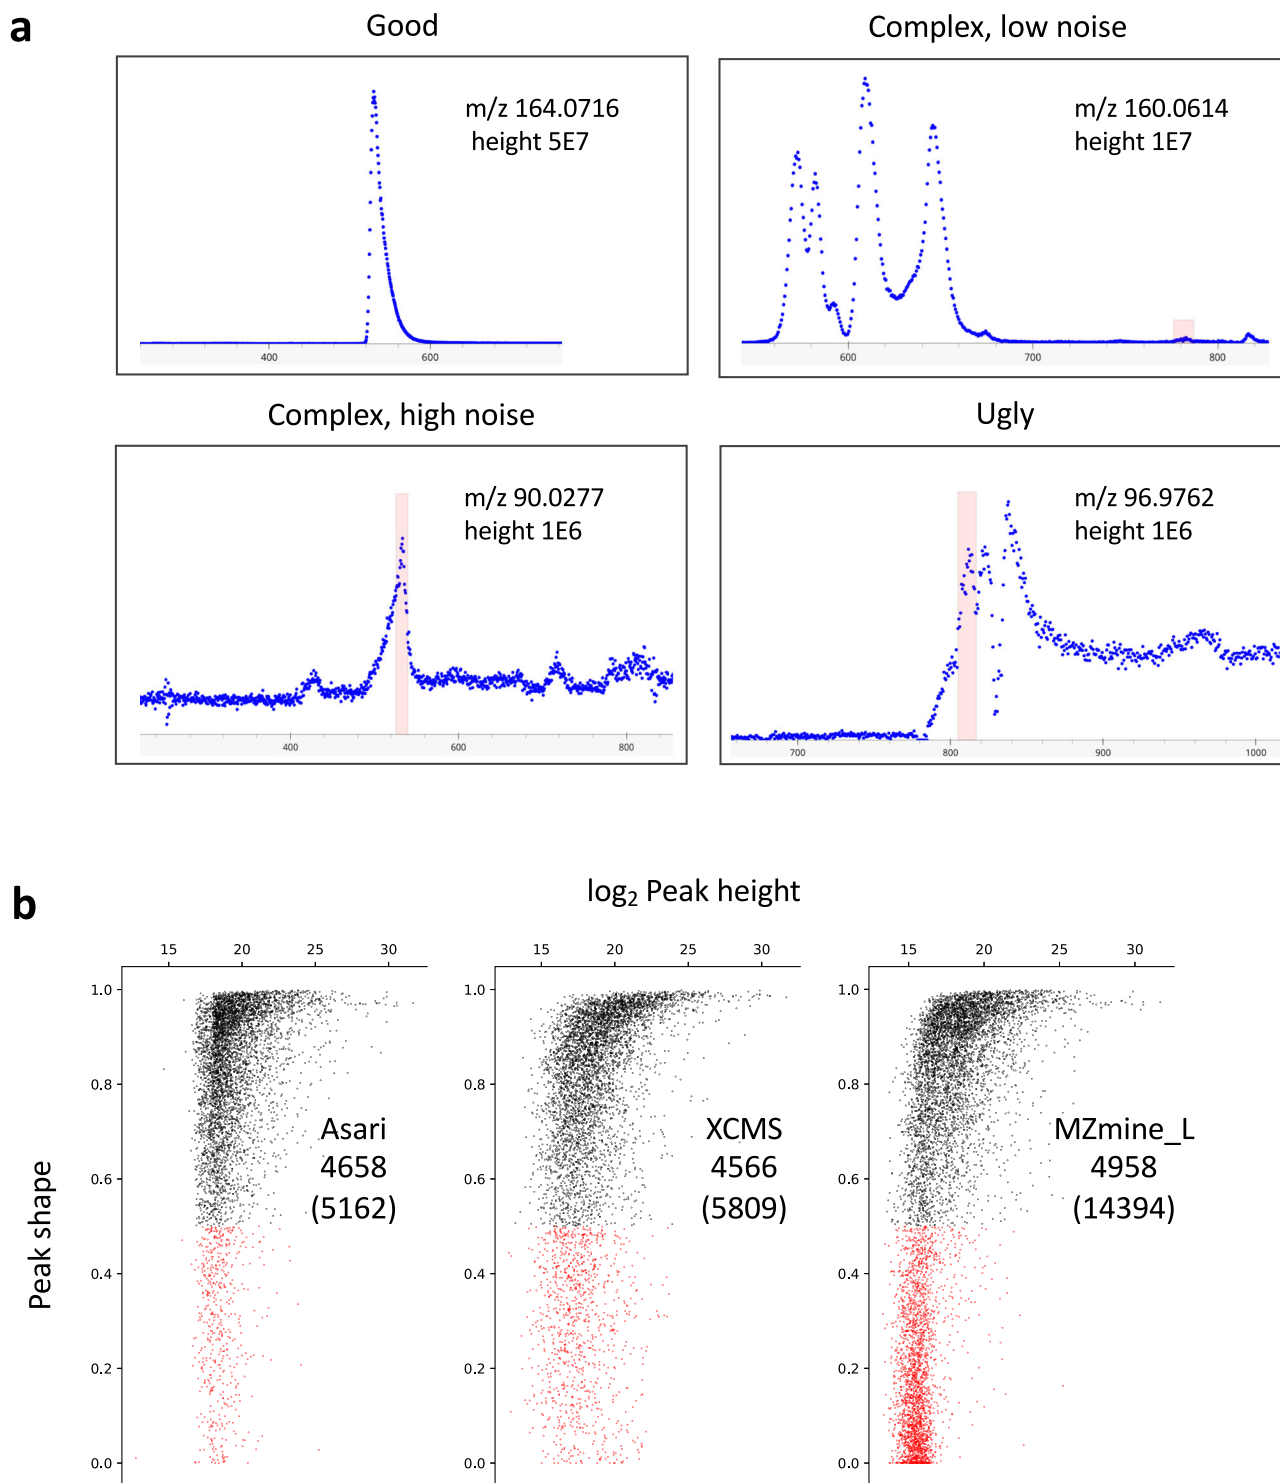 a
Good
m/z 164.0716
height 5E7
400
600
Complex, low noise
m/z 160.0614
height 1E7
600
700
800
Complex, high noise
m/z 90.0277
height 1E6
400
600
800
Ugly
m/z 96.9762
height 1E6
700
800
900
1000
b
log₂ Peak height
Peak shape
15 20 25 30
1.0
0.8
0.6
0.4
0.2
0.0
Asari
4658
(5162)
15 20 25 30
1.0
0.8
0.6
0.4
0.2
0.0
XCMS
4566
(5809)
15 20 25 30
1.0
0.8
0.6
0.4
0.2
0.0
MZmine_L
4958
(14394)